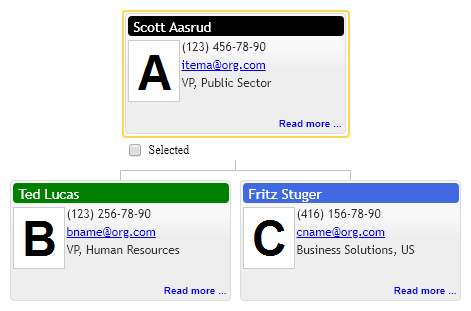 Scott Aasrud
A
(123) 456-78-90
itema@org.com
VP, Public Sector
Read more ...
Selected
Ted Lucas
B
(123) 256-78-90
bname@org.com
VP, Human Resources
Read more ...
Fritz Stuger
C
(416) 156-78-90
cname@org.com
Business Solutions, US
Read more ...